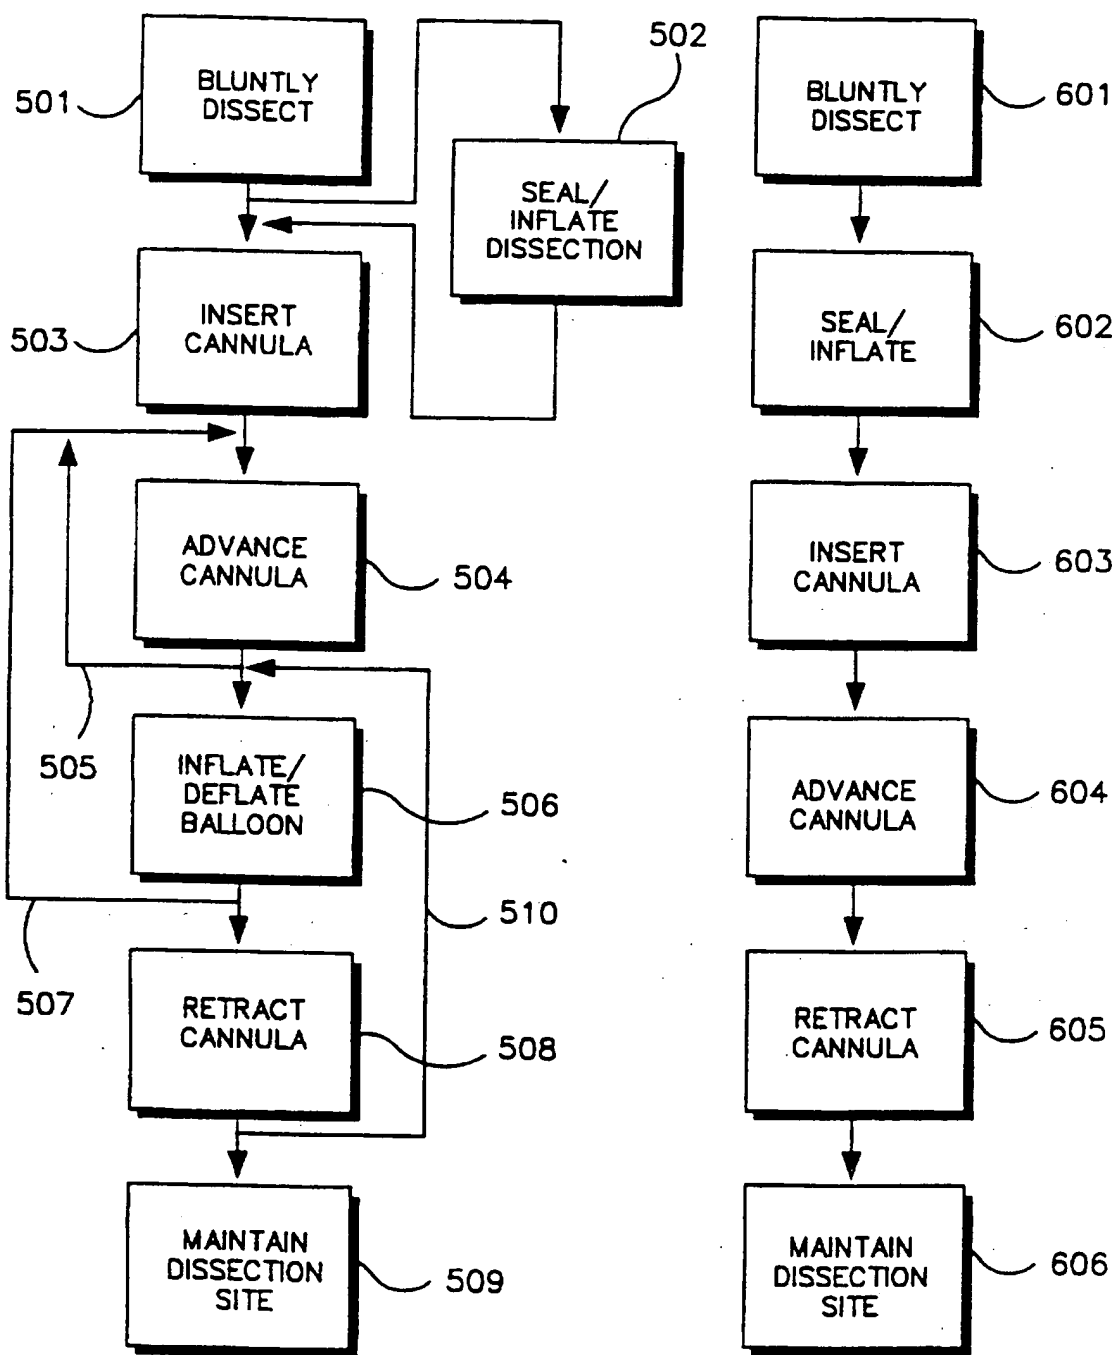 501
BLUNTLY
DISSECT
502
SEAL/
INFLATE
DISSECTION
503
INSERT
CANNULA
ADVANCE
CANNULA
504
505
INFLATE/
DEFLATE
BALLOON
506
507
510
RETRACT
CANNULA
508
MAINTAIN
DISSECTION
SITE
509
BLUNTLY
DISSECT
601
SEAL/
INFLATE
602
INSERT
CANNULA
603
ADVANCE
CANNULA
604
RETRACT
CANNULA
605
MAINTAIN
DISSECTION
SITE
606